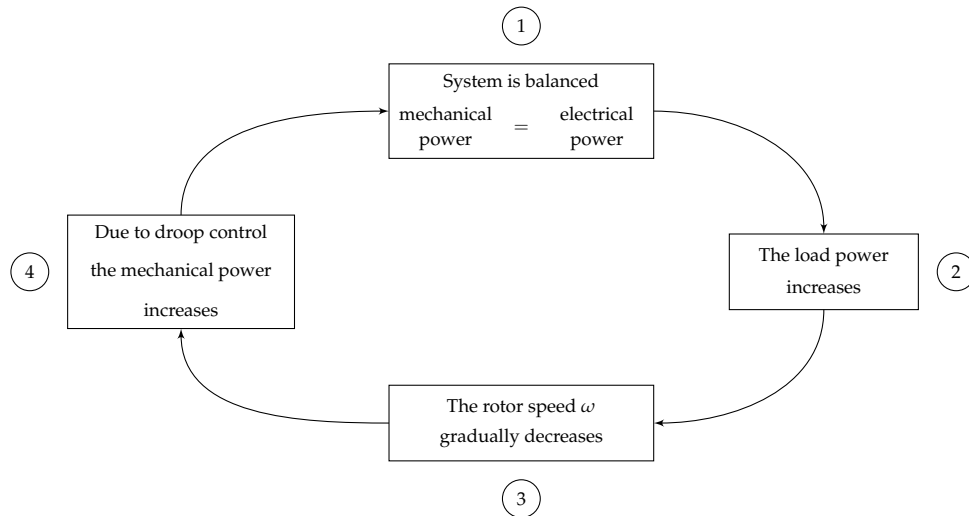 1
System is balanced
mechanical power = electrical power
2
The load power
increases
3
The rotor speed ω
gradually decreases
4
Due to droop control
the mechanical power
increases